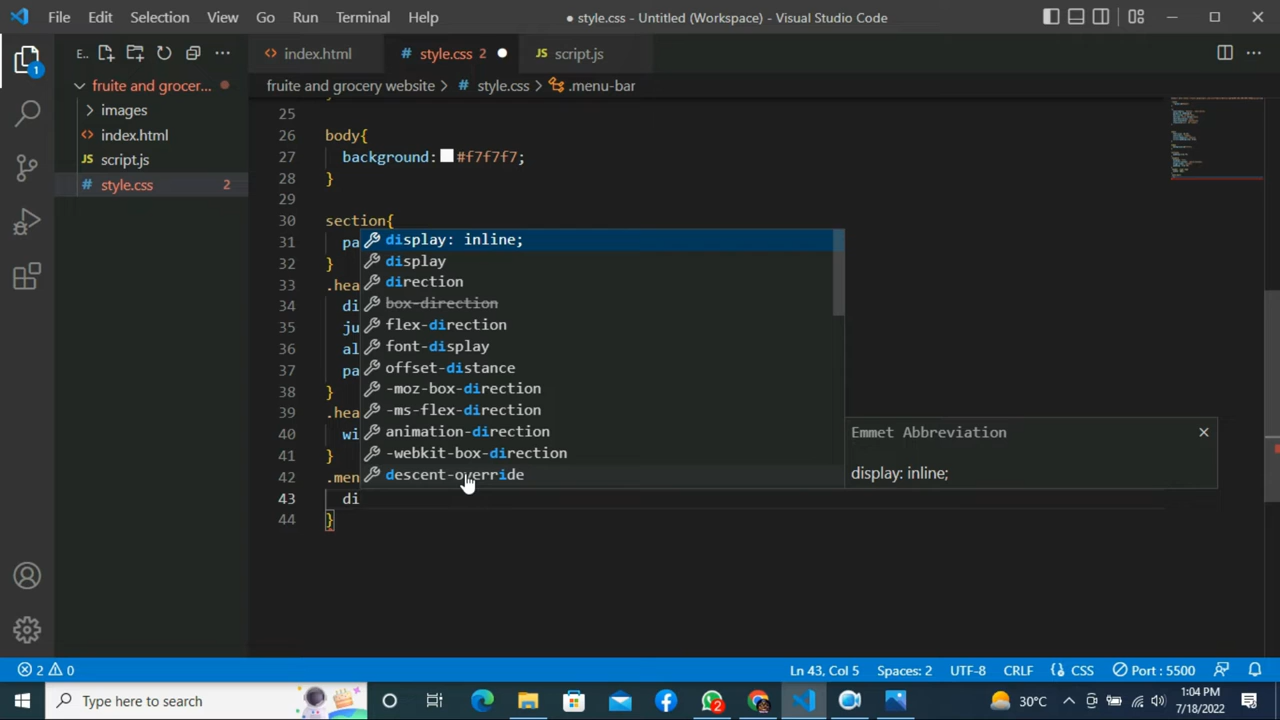 File Edit Selection View Go Run Terminal Help
● style.css - Untitled (Workspace) - Visual Studio Code
1
E..
index.html
# style.css 2
JS script.js
fruite and grocer...
images
index.html
JS script.js
# style.css 2
fruite and grocery website > # style.css > .menu-bar
25
26 body{
27 background: #f7f7f7;
28 }
29
30 section{
31 pa
32 }
33 .hea
34 di
35 ju
36 al
37 pa
38 }
39 .hea
40 wi
41 }
42 .men
43 di
44 }
display: inline;
display
direction
box-direction
flex-direction
font-display
offset-distance
-moz-box-direction
-ms-flex-direction
animation-direction
-webkit-box-direction
descent-override
Emmet Abbreviation
display: inline;
2 0
Ln 43, Col 5 Spaces: 2 UTF-8 CRLF {} CSS Port : 5500
Type here to search
2
30°C
1:04 PM
7/18/2022